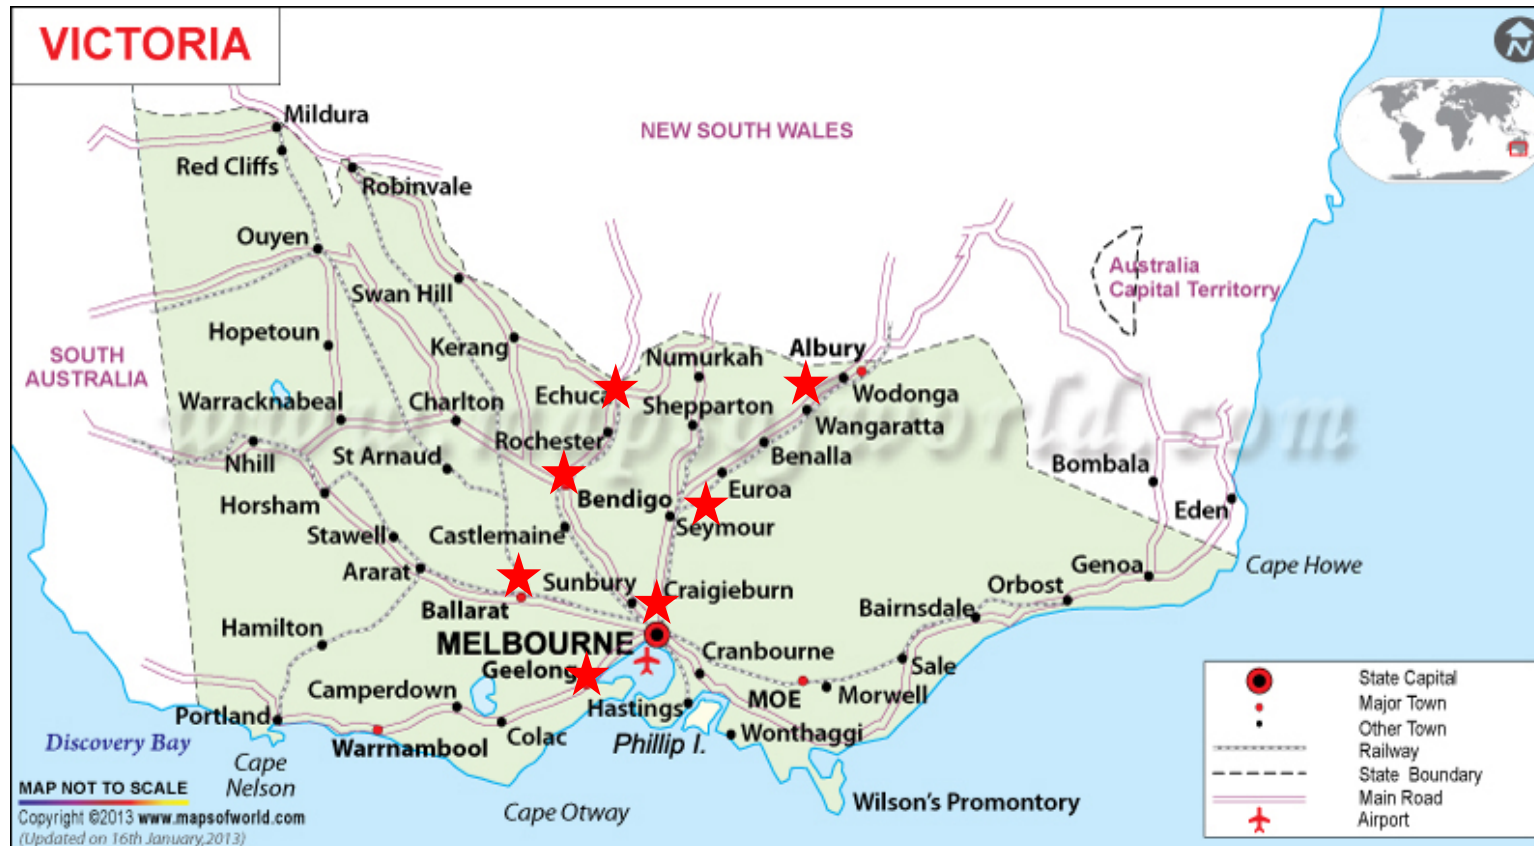 VICTORIA
N
Mildura
NEW SOUTH WALES
Red Cliffs
Robinvale
Ouyen
Australia
Capital Territorry
Swan Hill
Hopetoun
Kerang
Numurkah
Albury
SOUTH
AUSTRALIA
Echuca
Wodonga
Warracknabeal
Charlton
Shepparton
www.mapsofworld.com
Wangaratta
Rochester
Nhill
St Arnaud
Benalla
Bombala
Horsham
Bendigo
Euroa
Eden
Stawell
Castlemaine
Seymour
Ararat
Sunbury
Craigieburn
Genoa
Cape Howe
Orbost
Ballarat
Bairnsdale
Hamilton
MELBOURNE
Cranbourne
Sale
Geelong
Camperdown
MOE
Morwell
Hastings
Portland
Warrnambool
Colac
Phillip I.
Wonthaggi
Discovery Bay
Cape
Nelson
Cape Otway
Wilson's Promontory
State Capital
Major Town
Other Town
Railway
State Boundary
Main Road
Airport
MAP NOT TO SCALE
Copyright ©2013 www.mapsofworld.com
(Updated on 16th January,2013)